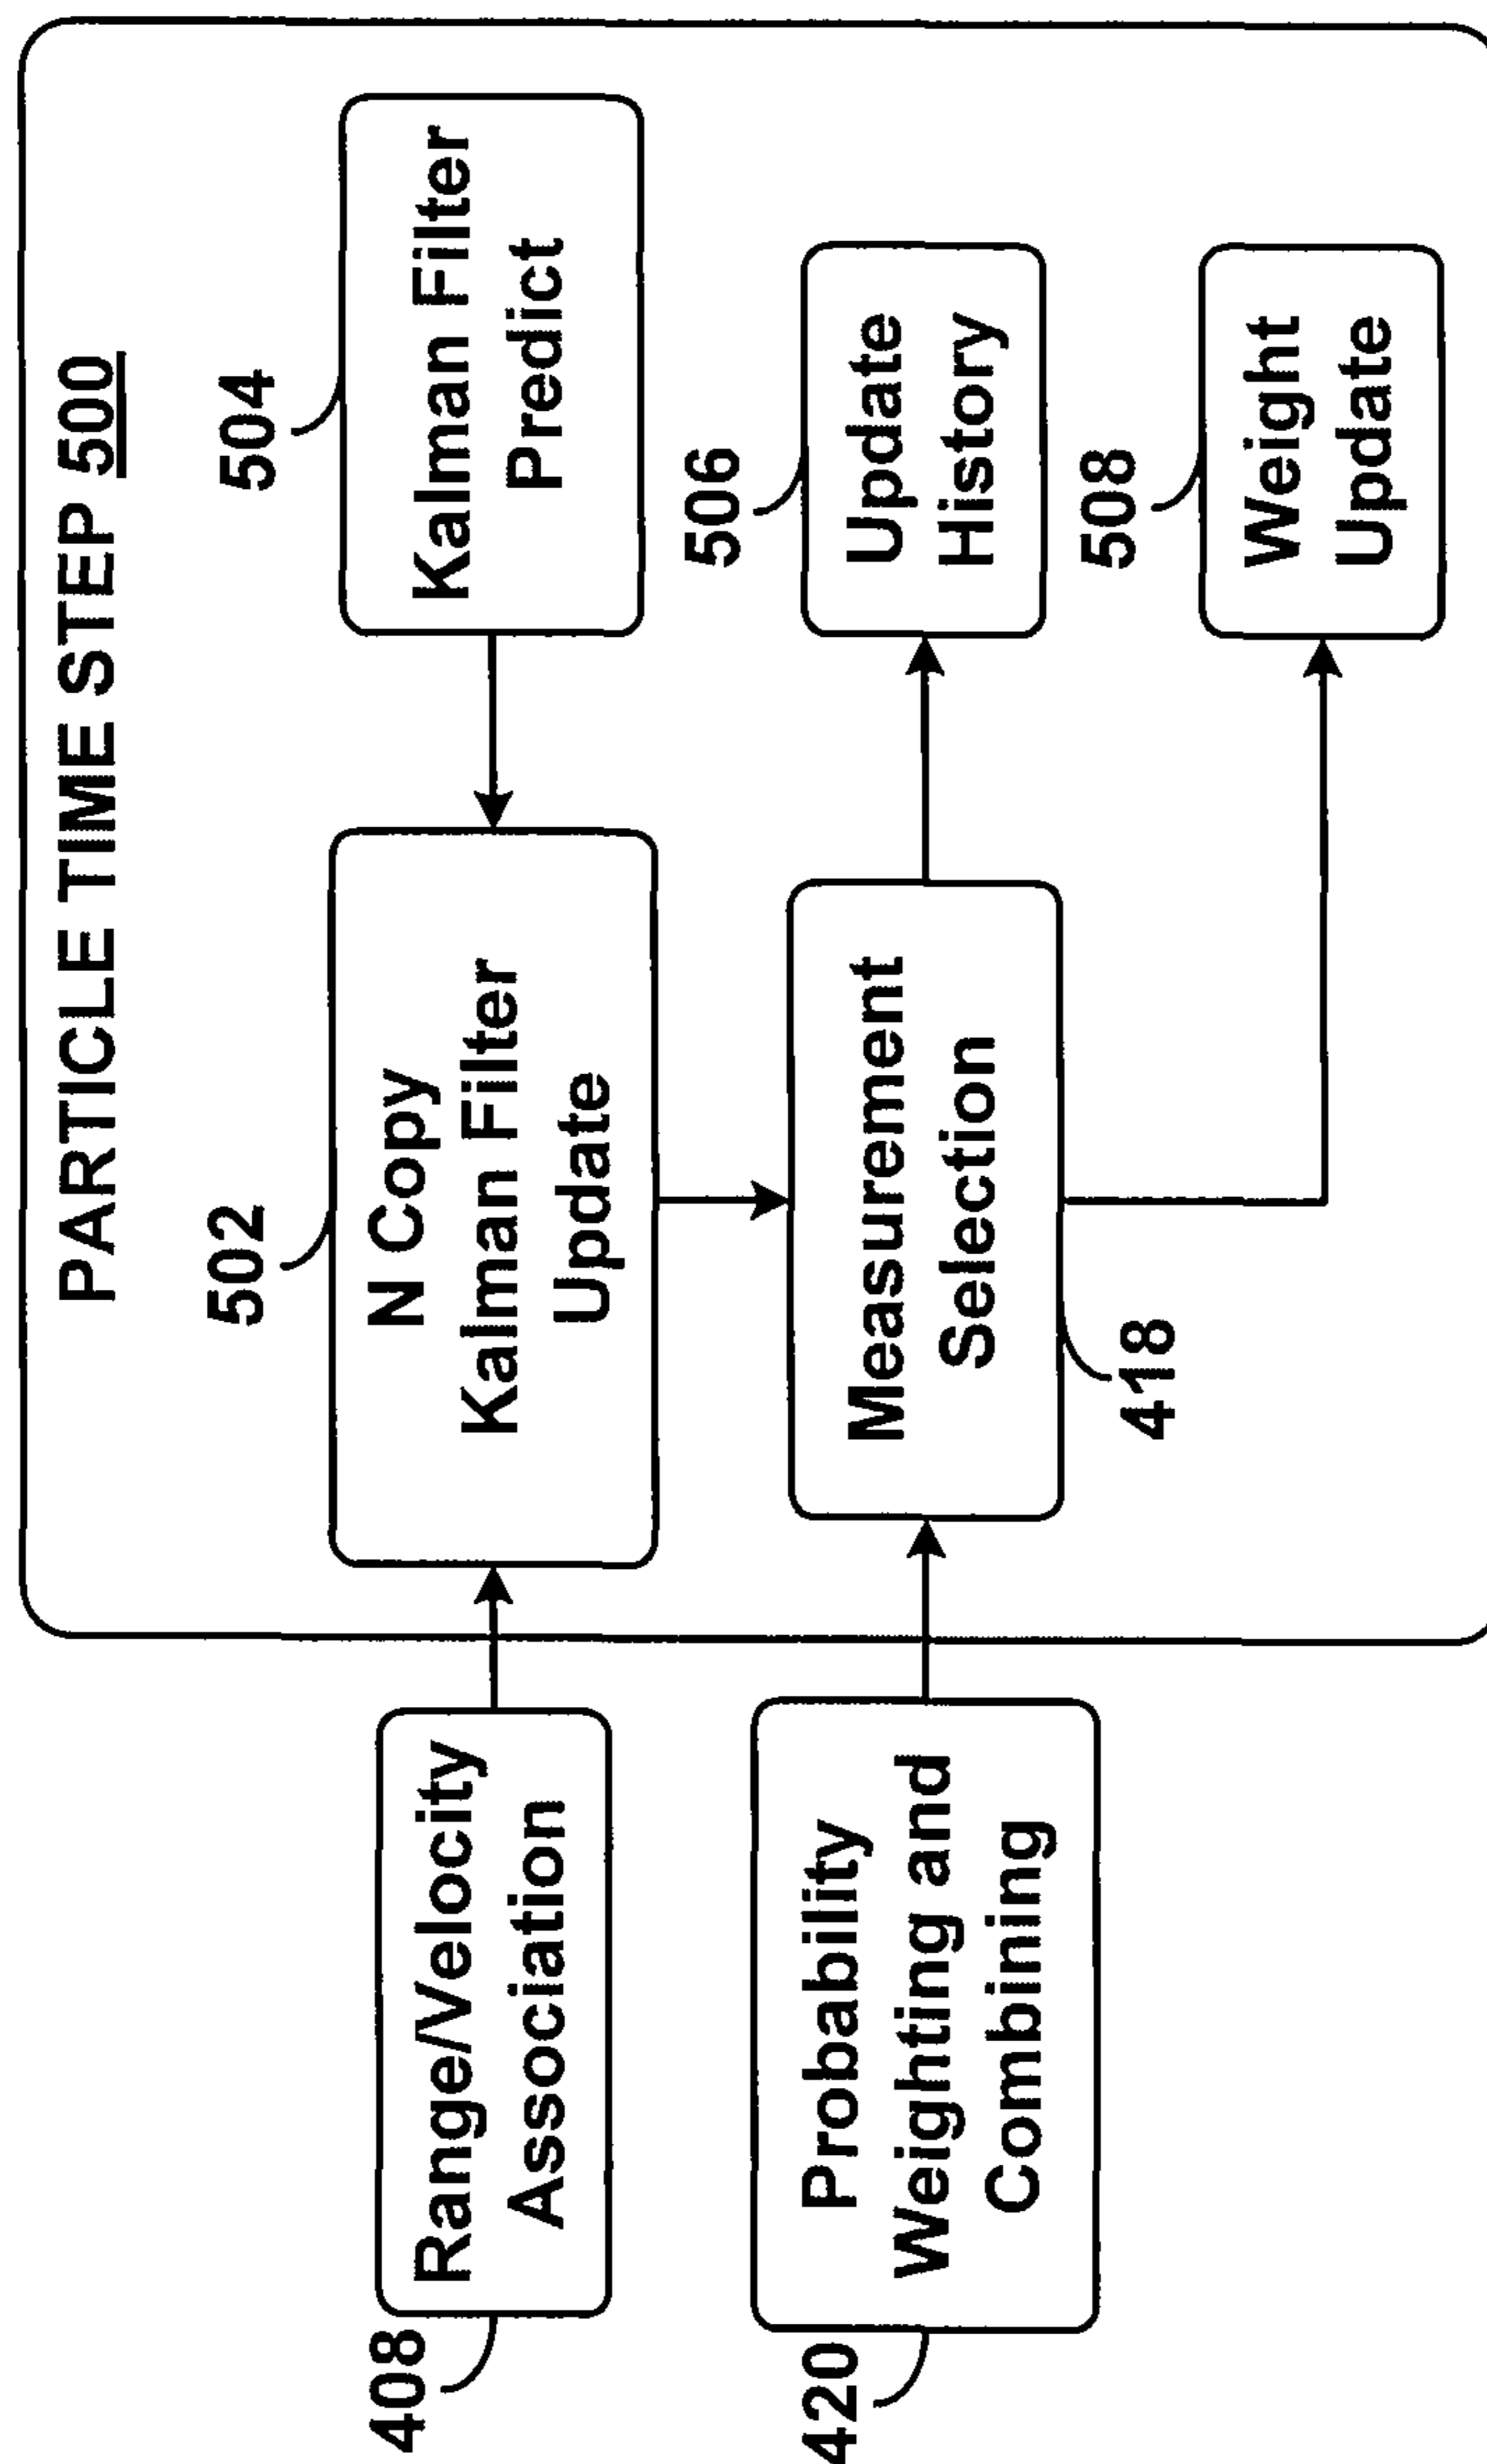 PARTICLE TIME STEP 500
408
Range/Velocity
Association
502
N Copy
Kalman Filter
Update
504
Kalman Filter
Predict
420
Probability
Weighting and
Combining
Measurement
Selection
418
506
Update
History
508
Weight
Update